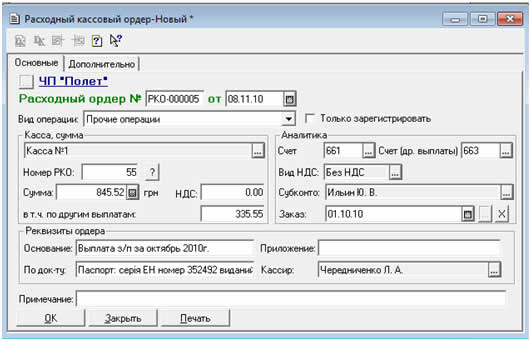 Расходный кассовый ордер-Новый *
Основные Дополнительно
ЧП "Полет"
Расходный ордер № РКО-000005 от 08.11.10
Вид операции: Прочие операции Только зарегистрировать
Касса, сумма Аналитика
Касса №1 Счет 661 ... Счет (др. выплаты) 663 ...
Номер РКО: 55 ? Вид НДС: Без НДС ...
Сумма: 845.52 грн НДС: 0.00 Субконто: Ильин Ю. В. ...
в т.ч. по другим выплатам: 335.55 Заказ: 01.10.10 ... X
Реквизиты ордера
Основание: Выплата з/п за октябрь 2010г. Приложение:
По док-ту: Паспорт: серія ЕН номер 352492 виданий Кассир: Чередниченко Л. А. ...
Примечание:
OK Закрыть Печать